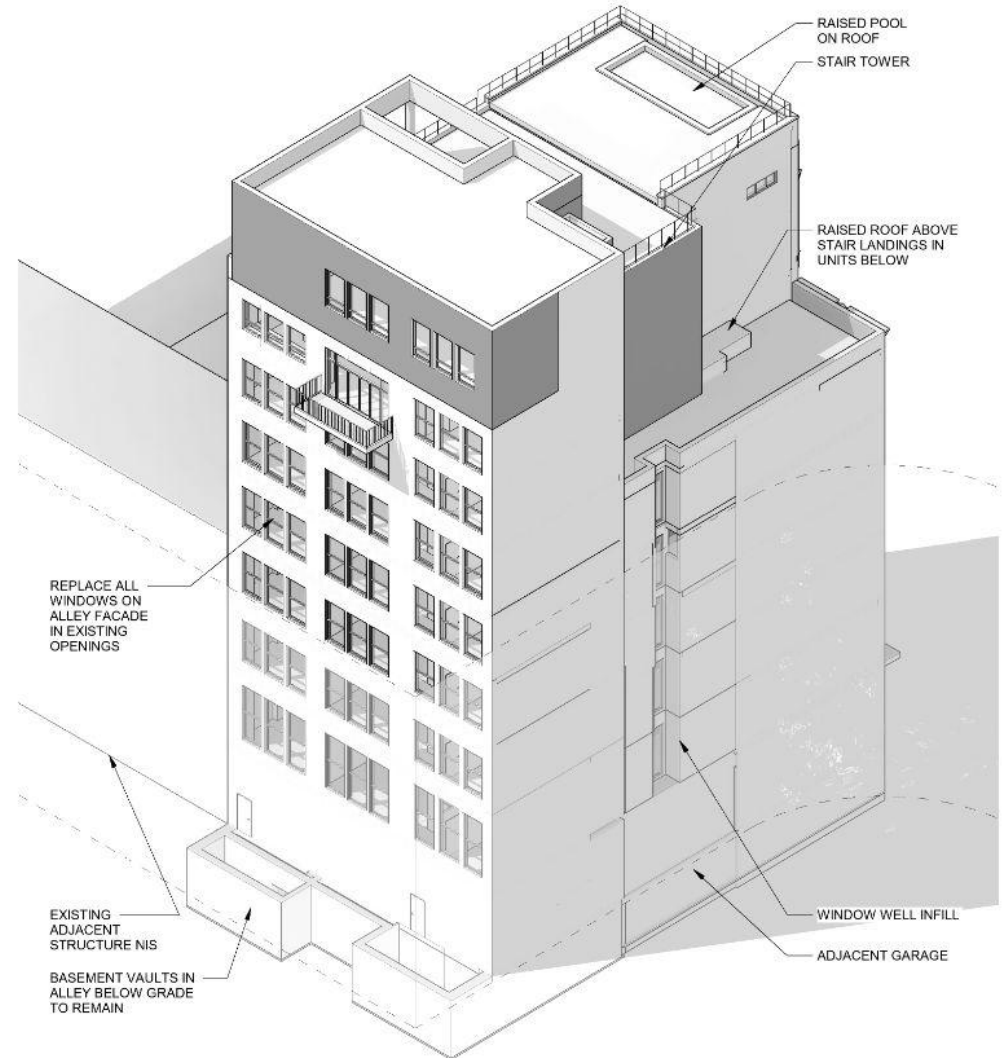 RAISED POOL
ON ROOF
STAIR TOWER
RAISED ROOF ABOVE
STAIR LANDINGS IN
UNITS BELOW
REPLACE ALL
WINDOWS ON
ALLEY FACADE
IN EXISTING
OPENINGS
EXISTING
ADJACENT
STRUCTURE NIS
BASEMENT VAULTS IN
ALLEY BELOW GRADE
TO REMAIN
WINDOW WELL INFILL
ADJACENT GARAGE